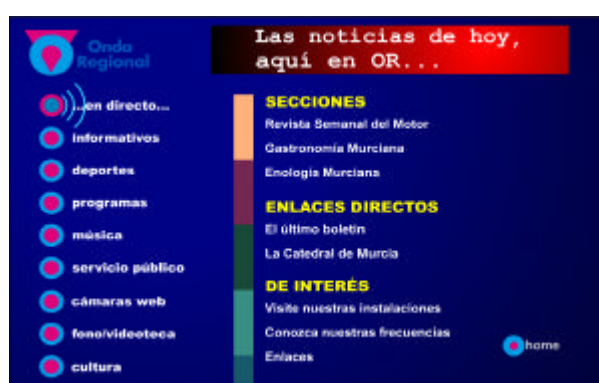 Onda
Regional
Las noticias de hoy,
aquí en OR...
...en directo...
informativos
deportes
programas
música
servicio público
cámaras web
fono/videoteca
cultura
SECCIONES
Revista Semanal del Motor
Gastronomía Murciana
Enología Murciana
ENLACES DIRECTOS
El último boletín
La Catedral de Murcia
DE INTERÉS
Visite nuestras instalaciones
Conozca nuestras frecuencias
Enlaces
home